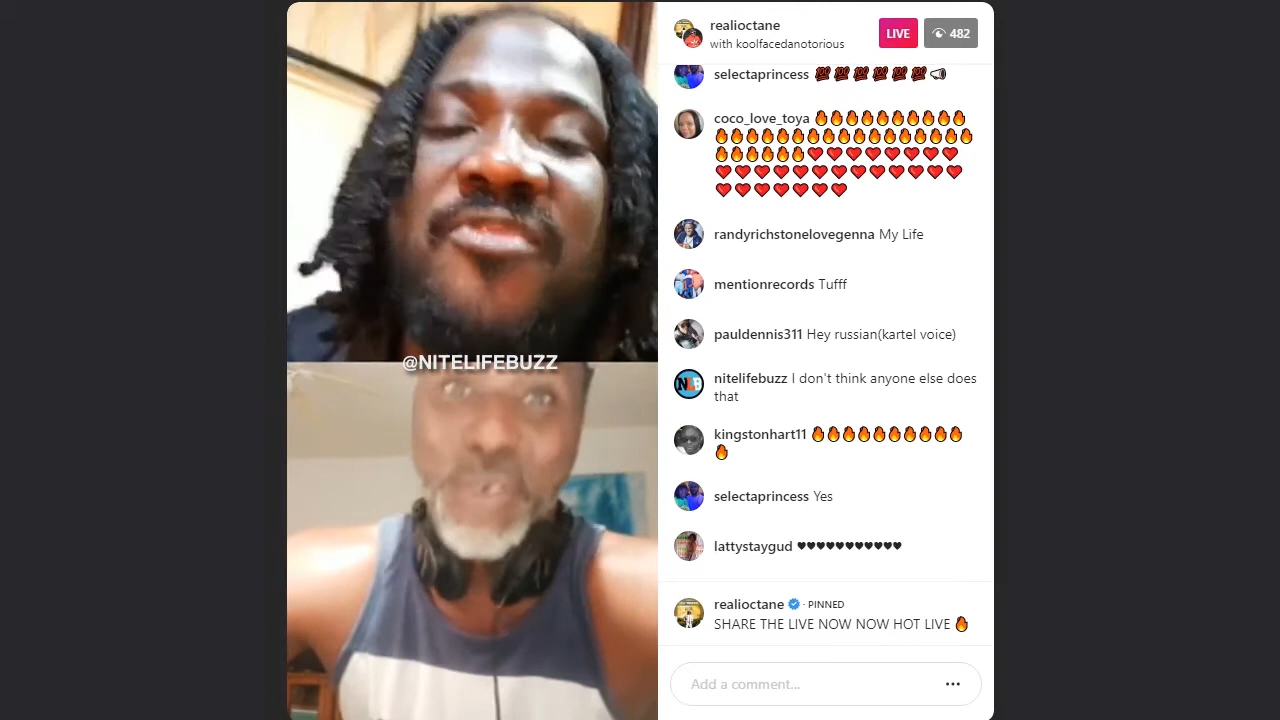 realioctane
with koolfacedanotorious
LIVE
482
selectaprincess 💯💯💯💯💯💯📢
coco_love_toya 🔥🔥🔥🔥🔥🔥🔥🔥🔥🔥
🔥🔥🔥🔥🔥🔥🔥🔥🔥🔥🔥🔥🔥🔥🔥🔥🔥
🔥🔥🔥🔥🔥🔥❤️❤️❤️❤️❤️❤️❤️❤️
❤️❤️❤️❤️❤️❤️❤️❤️❤️❤️❤️❤️❤️
❤️❤️❤️❤️❤️❤️❤️
randyrichstonelovegenna My Life
mentionrecords Tufff
pauldennis311 Hey russian(kartel voice)
@NITELIFEBUZZ
NLB
nitelifebuzz I don't think anyone else does
that
kingstonhart11 🔥🔥🔥🔥🔥🔥🔥🔥🔥🔥
🔥
selectaprincess Yes
lattystaygud ♥♥♥♥♥♥♥♥♥♥♥
realioctane · PINNED
SHARE THE LIVE NOW NOW HOT LIVE 🔥
Add a comment...